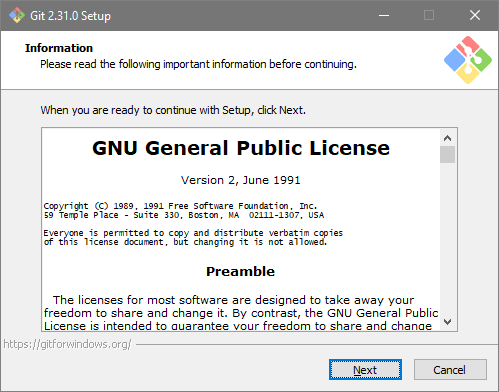 Git 2.31.0 Setup
Information
Please read the following important information before continuing.
When you are ready to continue with Setup, click Next.
GNU General Public License
Version 2, June 1991
Copyright (C) 1989, 1991 Free Software Foundation, Inc.
59 Temple Place - Suite 330, Boston, MA  02111-1307, USA
Everyone is permitted to copy and distribute verbatim copies
of this license document, but changing it is not allowed.
Preamble
The licenses for most software are designed to take away your
freedom to share and change it. By contrast, the GNU General Public
License is intended to guarantee your freedom to share and change
https://gitforwindows.org/
Next
Cancel